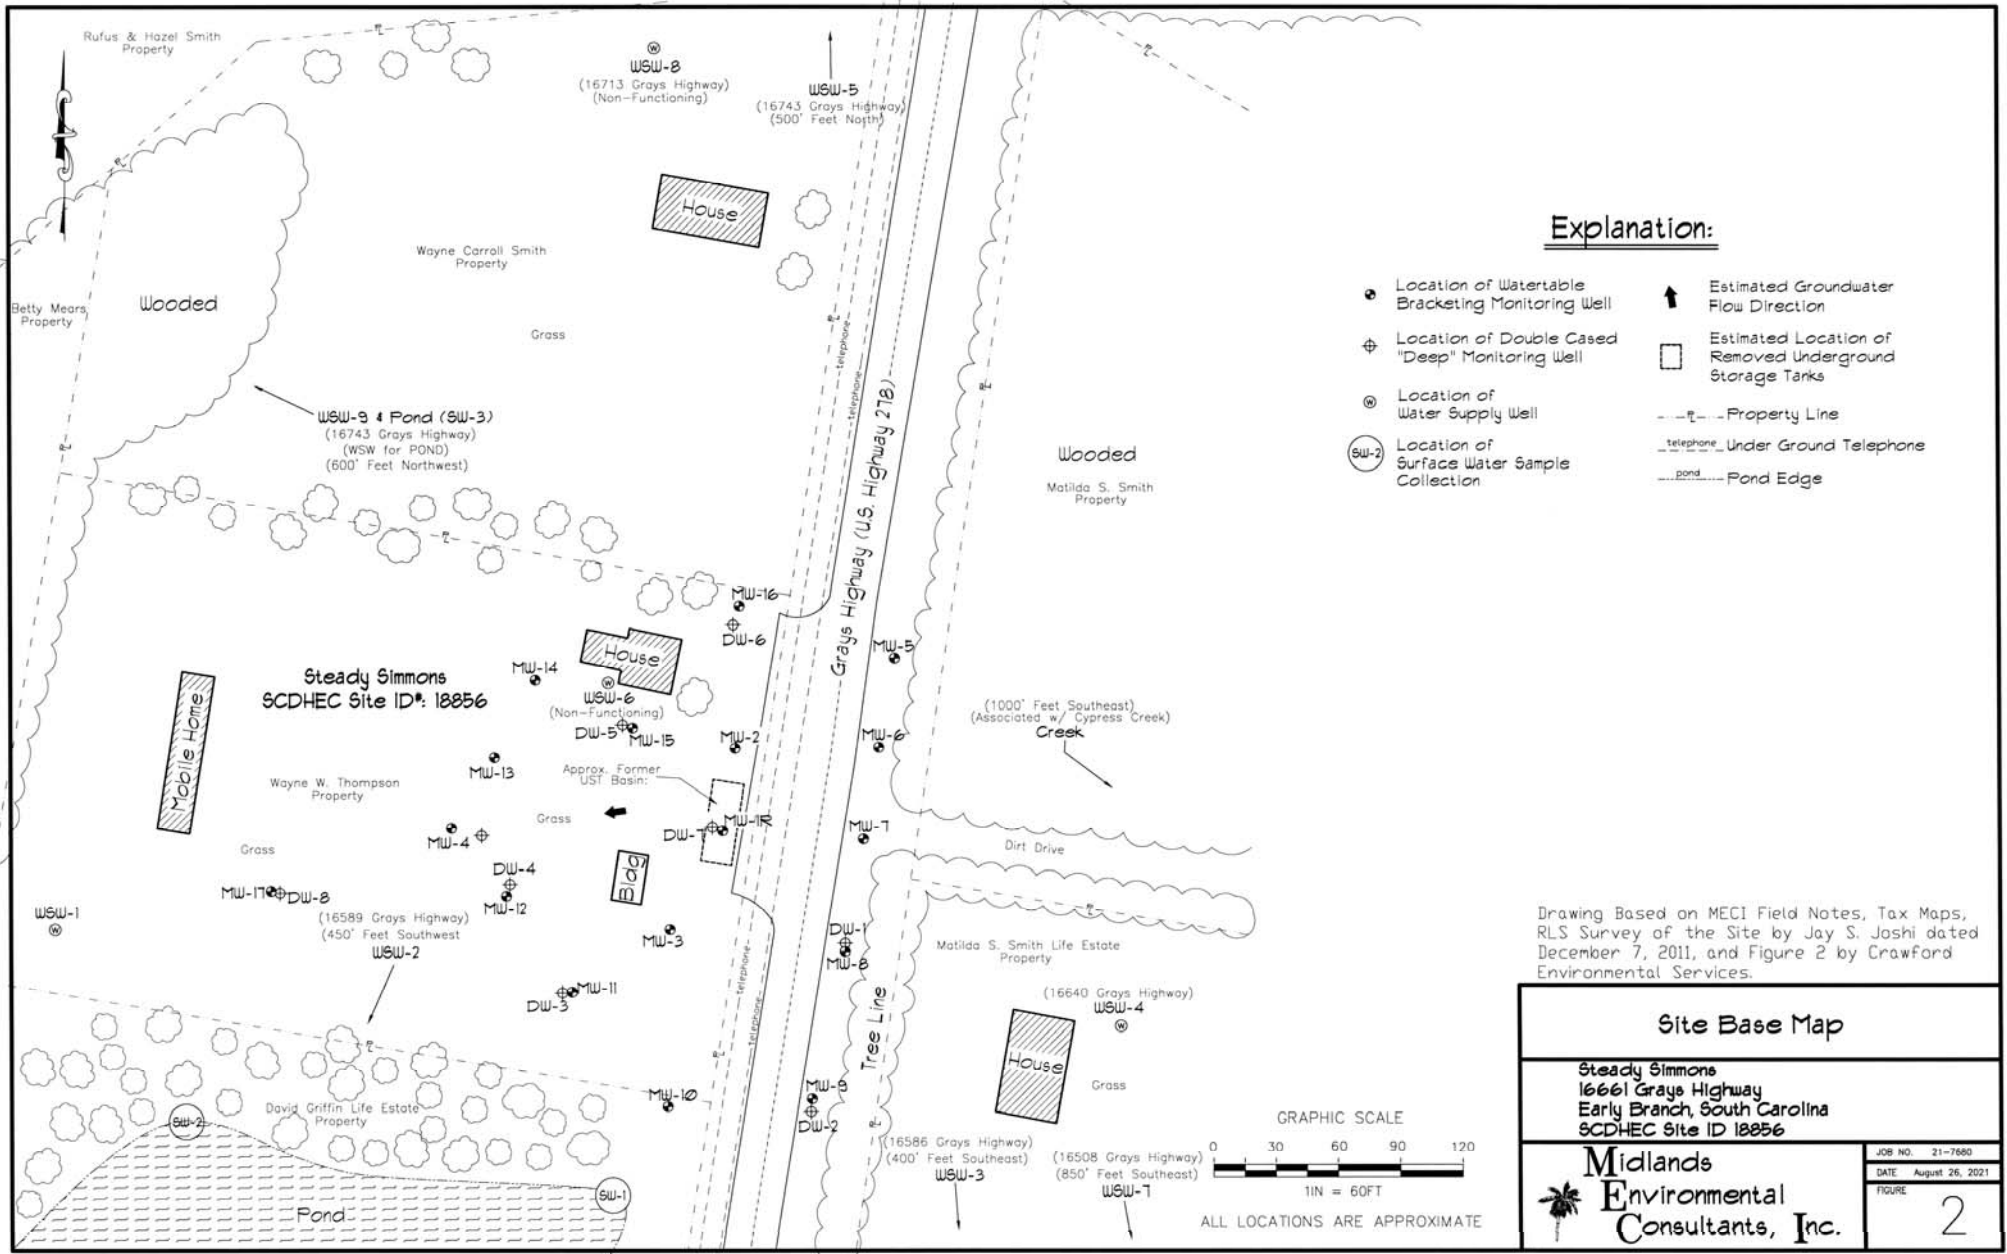 Rufus & Hazel Smith
Property
WSW-8
(16713 Grays Highway)
(Non-Functioning)
WSW-5
(16743 Grays Highway)
(500' Feet North)
House
Wayne Carroll Smith
Property
Betty Mears
Property
Wooded
Grass
WSW-9 & Pond (SW-3)
(16743 Grays Highway)
(WSW for POND)
(600' Feet Northwest)
telephone
telephone
Grays Highway (U.S. Highway 278)
Wooded
Matilda S. Smith
Property
Explanation:
Location of Watertable
Bracketing Monitoring Well
Location of Double Cased
"Deep" Monitoring Well
Location of
Water Supply Well
SW-2
Location of
Surface Water Sample
Collection
Estimated Groundwater
Flow Direction
Estimated Location of
Removed Underground
Storage Tanks
Property Line
telephone
Under Ground Telephone
pond
Pond Edge
MW-16
DW-6
MW-5
House
MW-14
Steady Simmons
SCDHEC Site ID#: 18856
WSW-6
(Non-Functioning)
DW-5
MW-15
MW-2
MW-6
(1000' Feet Southeast)
(Associated w/ Cypress Creek)
Creek
Mobile Home
MW-13
Approx. Former
UST Basin:
Wayne W. Thompson
Property
Grass
DW-7
MW-1R
MW-7
Dirt Drive
MW-4
Grass
Bldg
DW-4
MW-12
MW-17
DW-8
WSW-1
(16589 Grays Highway)
(450' Feet Southwest
WSW-2
MW-3
DW-1
MW-8
Matilda S. Smith Life Estate
Property
DW-3
MW-11
telephone
telephone
Tree Line
(16640 Grays Highway)
WSW-4
House
Grass
MW-10
MW-9
DW-2
David Griffin Life Estate
Property
SW-2
SW-1
Pond
(16586 Grays Highway)
(400' Feet Southeast)
WSW-3
(16508 Grays Highway)
(850' Feet Southeast)
WSW-7
GRAPHIC SCALE
0 30 60 90 120
1IN = 60FT
ALL LOCATIONS ARE APPROXIMATE
Drawing Based on MECI Field Notes, Tax Maps,
RLS Survey of the Site by Jay S. Joshi dated
December 7, 2011, and Figure 2 by Crawford
Environmental Services.
Site Base Map
Steady Simmons
16661 Grays Highway
Early Branch, South Carolina
SCDHEC Site ID 18856
Midlands
Environmental
Consultants, Inc.
JOB NO. 21-7680
DATE August 26, 2021
FIGURE
2